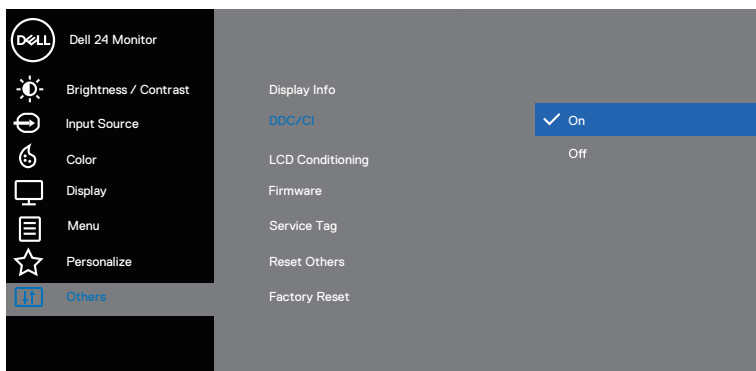 DELL
Dell 24 Monitor
Brightness / Contrast
Input Source
Color
Display
Menu
Personalize
Others
Display Info
DDC/CI
LCD Conditioning
Firmware
Service Tag
Reset Others
Factory Reset
On
Off